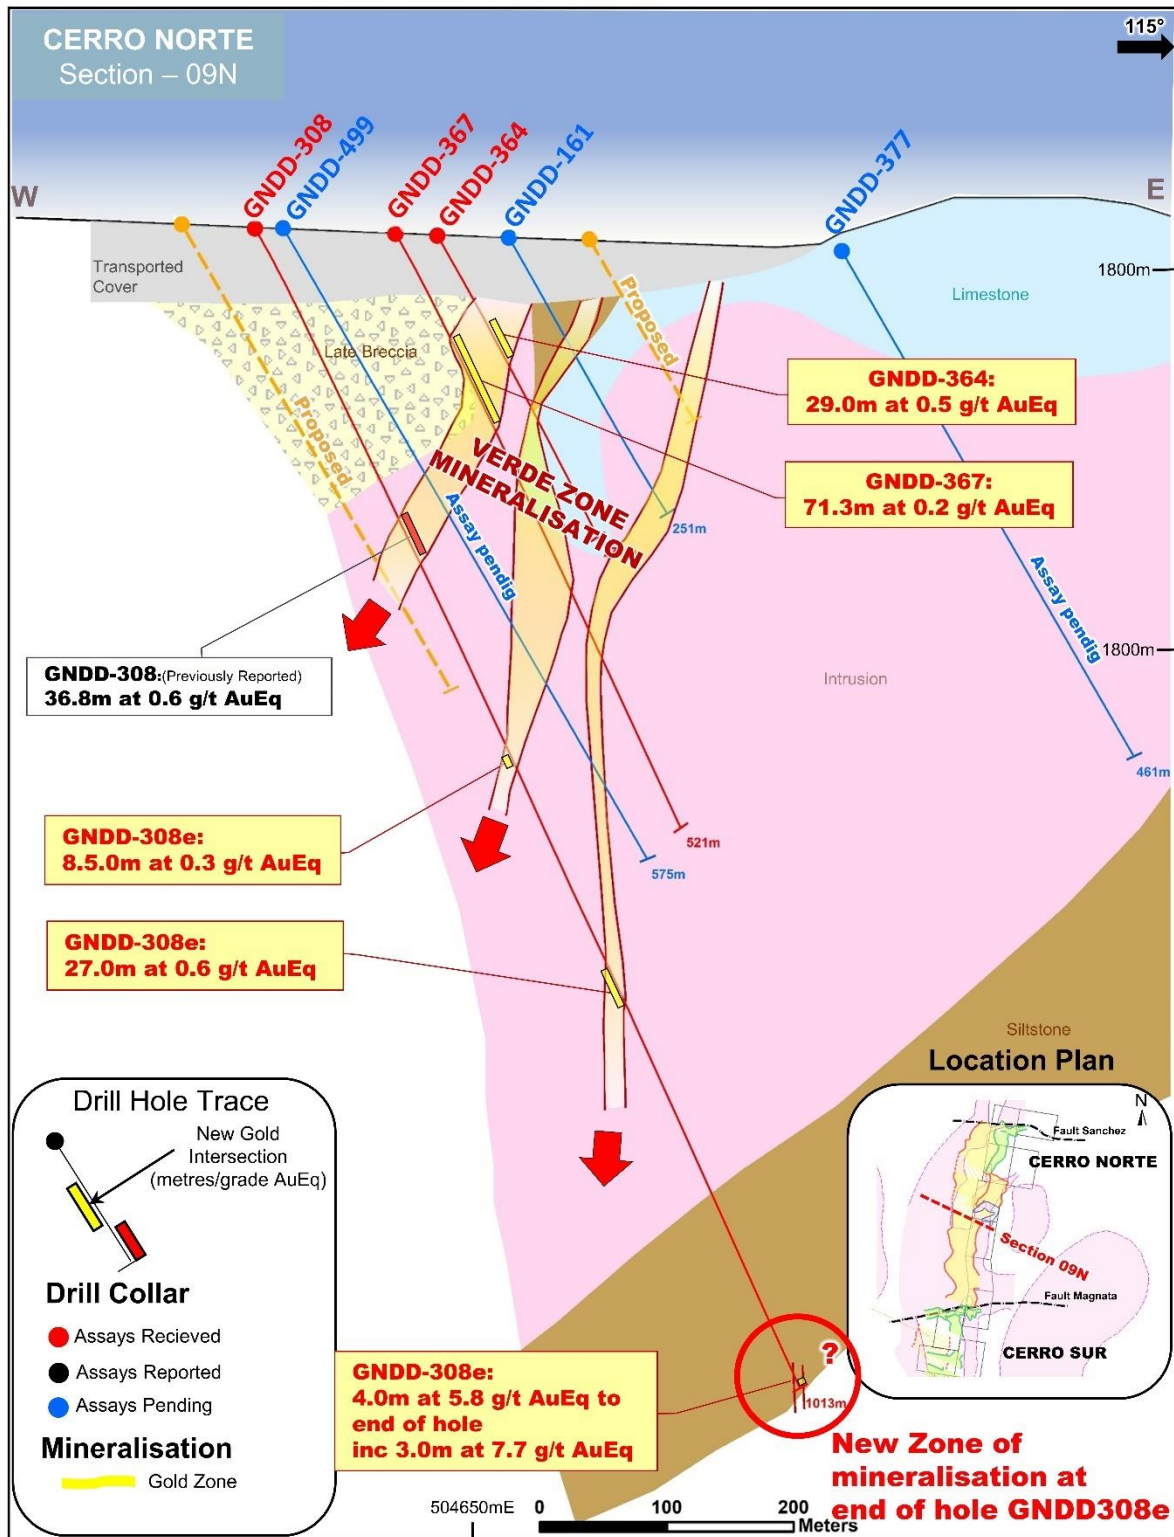 CERRO NORTE
Section – 09N
115°
W
E
GNDD-308
GNDD-499
GNDD-367
GNDD-364
GNDD-161
GNDD-377
Transported
Cover
1800m
Limestone
Proposed
Late Breccia
Proposed
GNDD-364:
29.0m at 0.5 g/t AuEq
GNDD-367:
71.3m at 0.2 g/t AuEq
VERDE ZONE
MINERALISATION
251m
Assay pendig
Assay pendig
1800m
GNDD-308:(Previously Reported)
36.8m at 0.6 g/t AuEq
Intrusion
461m
GNDD-308e:
8.5.0m at 0.3 g/t AuEq
521m
575m
GNDD-308e:
27.0m at 0.6 g/t AuEq
Siltstone
Location Plan
N
Fault Sanchez
CERRO NORTE
Section 09N
Fault Magnata
CERRO SUR
Drill Hole Trace
New Gold
Intersection
(metres/grade AuEq)
Drill Collar
Assays Recieved
Assays Reported
Assays Pending
Mineralisation
Gold Zone
GNDD-308e:
4.0m at 5.8 g/t AuEq to
end of hole
inc 3.0m at 7.7 g/t AuEq
?
1013m
New Zone of
mineralisation at
end of hole GNDD308e
504650mE
0 100 200
Meters